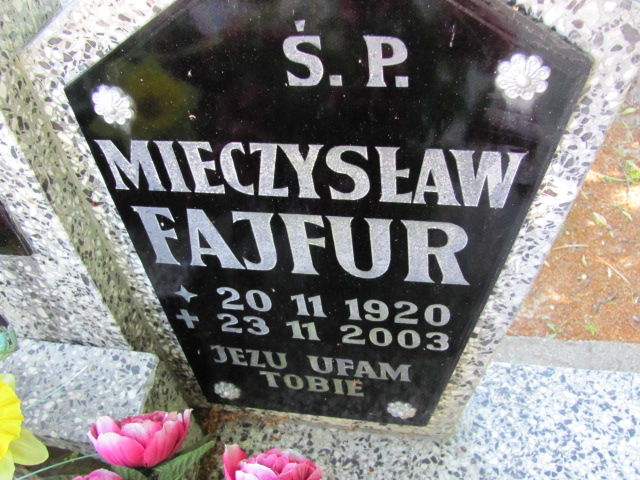 Ś. P.
MIECZYSŁAW
FAJFUR
20 11 1920
23 11 2003
JEZU UFAM
TOBIE